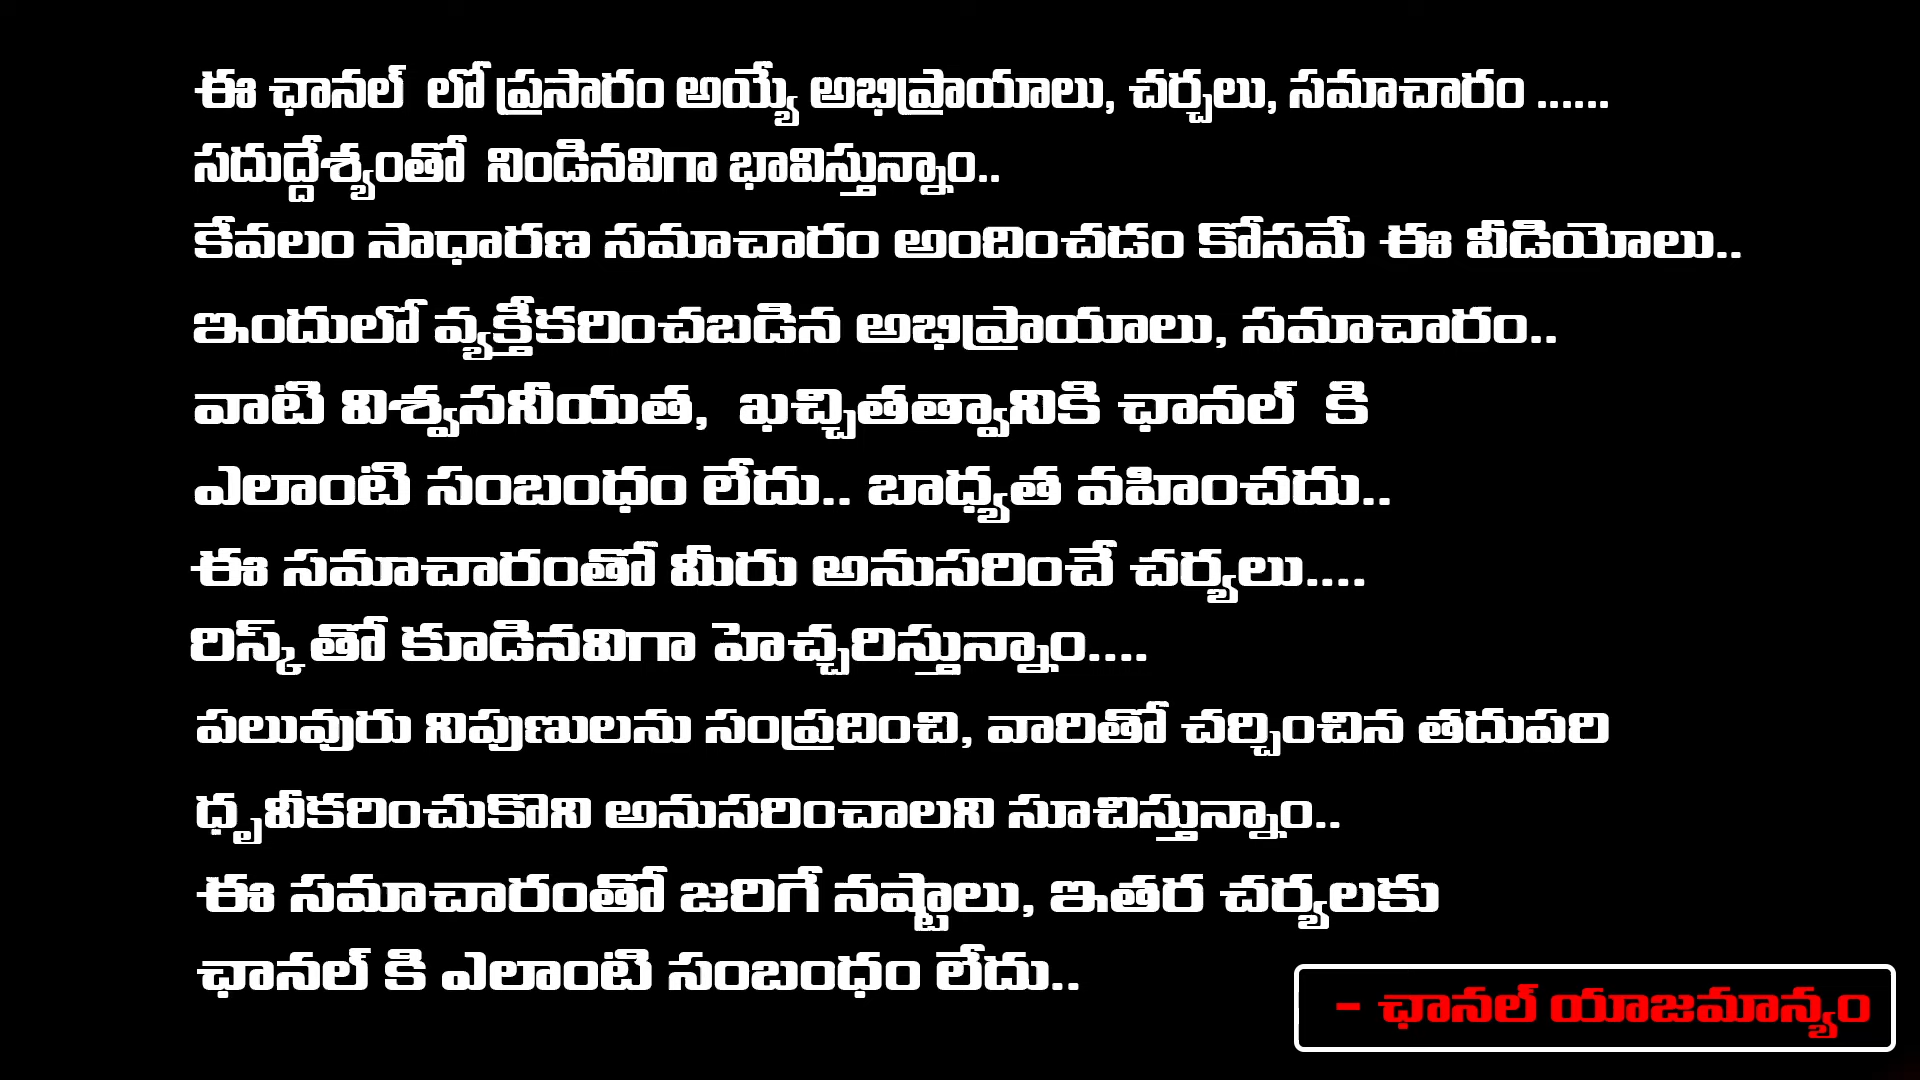 ఈ ఛానల్ లో ప్రసారం అయ్యే అభిప్రాయాలు, చర్చలు, సమాచారం ......
సదుద్దేశ్యంతో నిండినవిగా భావిస్తున్నాం..
కేవలం సాధారణ సమాచారం అందించడం కోసమే ఈ వీడియోలు..
ఇందులో వ్యక్తీకరించబడిన అభిప్రాయాలు, సమాచారం..
వాటి విశ్వసనీయత, ఖచ్చితత్వానికి ఛానల్ కి
ఎలాంటి సంబంధం లేదు.. బాధ్యత వహించదు..
ఈ సమాచారంతో మీరు అనుసరించే చర్యలు....
రిస్క్ తో కూడినవిగా హెచ్చరిస్తున్నాం....
పలువురు నిపుణులను సంప్రదించి, వారితో చర్చించిన తదుపరి
ధృవీకరించుకొని అనుసరించాలని సూచిస్తున్నాం..
ఈ సమాచారంతో జరిగే నష్టాలు, ఇతర చర్యలకు
ఛానల్ కి ఎలాంటి సంబంధం లేదు..
- ఛానల్ యాజమాన్యం